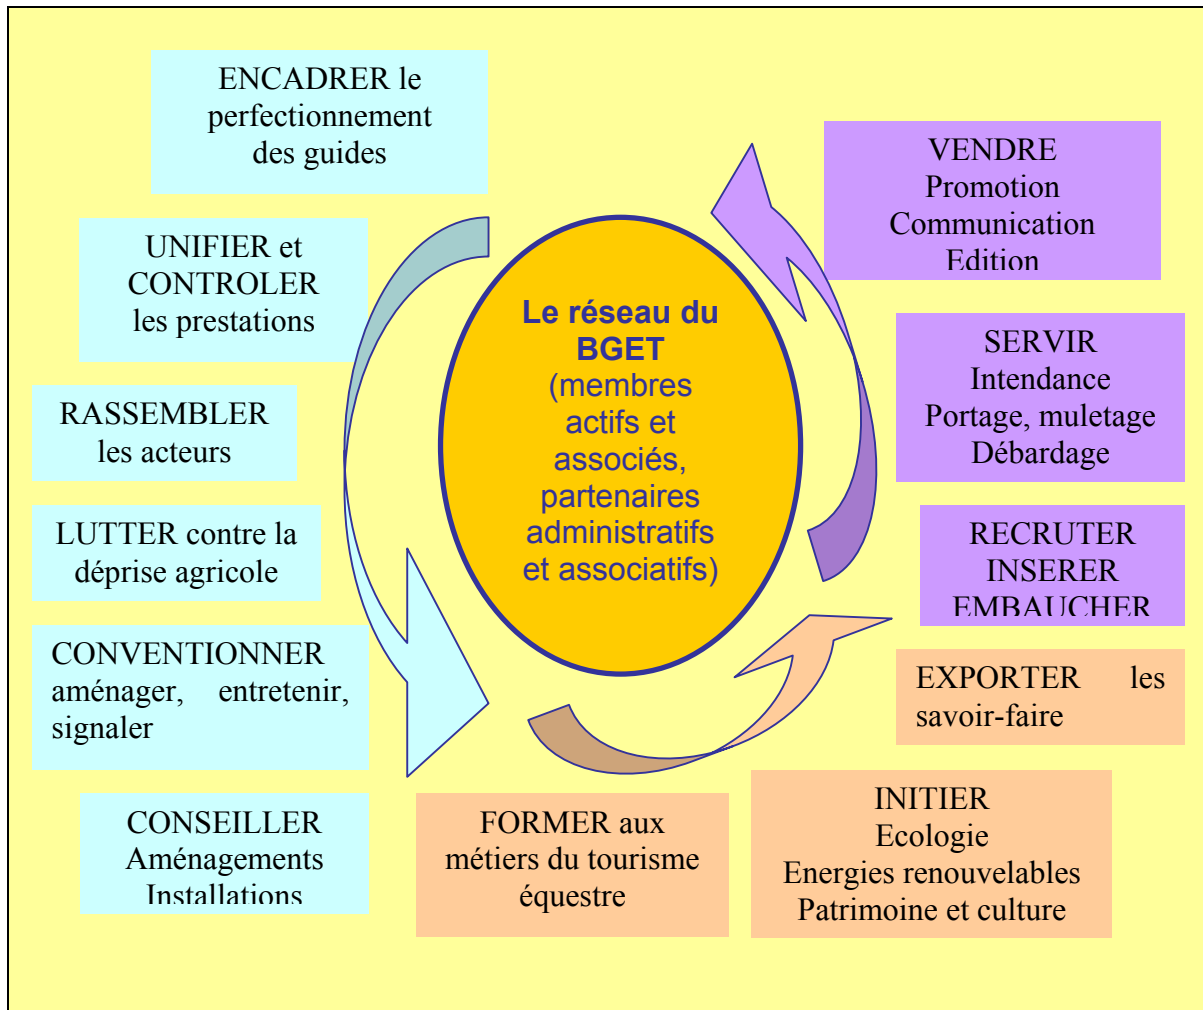 ENCADRER le
perfectionnement
des guides
UNIFIER et
CONTROLER
les prestations
RASSEMBLER
les acteurs
LUTTER contre la
déprise agricole
CONVENTIONNER
aménager, entretenir,
signaler
CONSEILLER
Aménagements
Installations
Le réseau du
BGET
(membres
actifs et
associés,
partenaires
administratifs
et associatifs)
FORMER aux
métiers du tourisme
équestre
INITIER
Ecologie
Energies renouvelables
Patrimoine et culture
EXPORTER les
savoir-faire
RECRUTER
INSERER
EMBAUCHER
SERVIR
Intendance
Portage, muletage
Débardage
VENDRE
Promotion
Communication
Edition